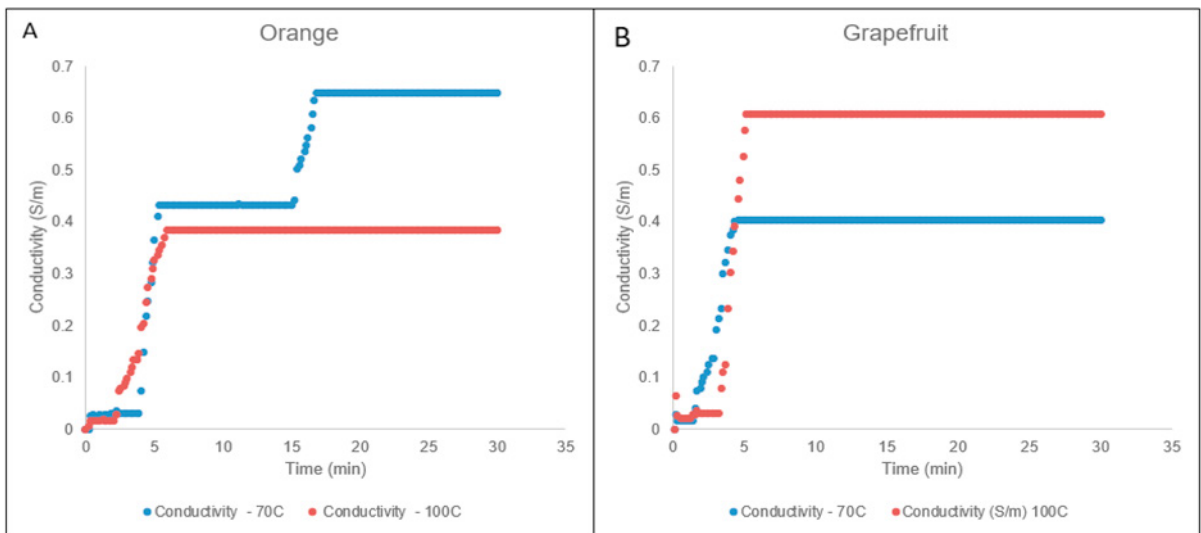 A
Orange
Conductivity (S/m)
0.7
0.6
0.5
0.4
0.3
0.2
0.1
0
0 5 10 15 20 25 30 35
Time (min)
Conductivity - 70C Conductivity - 100C
B
Grapefruit
Conductivity (S/m)
0.7
0.6
0.5
0.4
0.3
0.2
0.1
0
0 5 10 15 20 25 30 35
Time (min)
Conductivity - 70C Conductivity (S/m) 100C